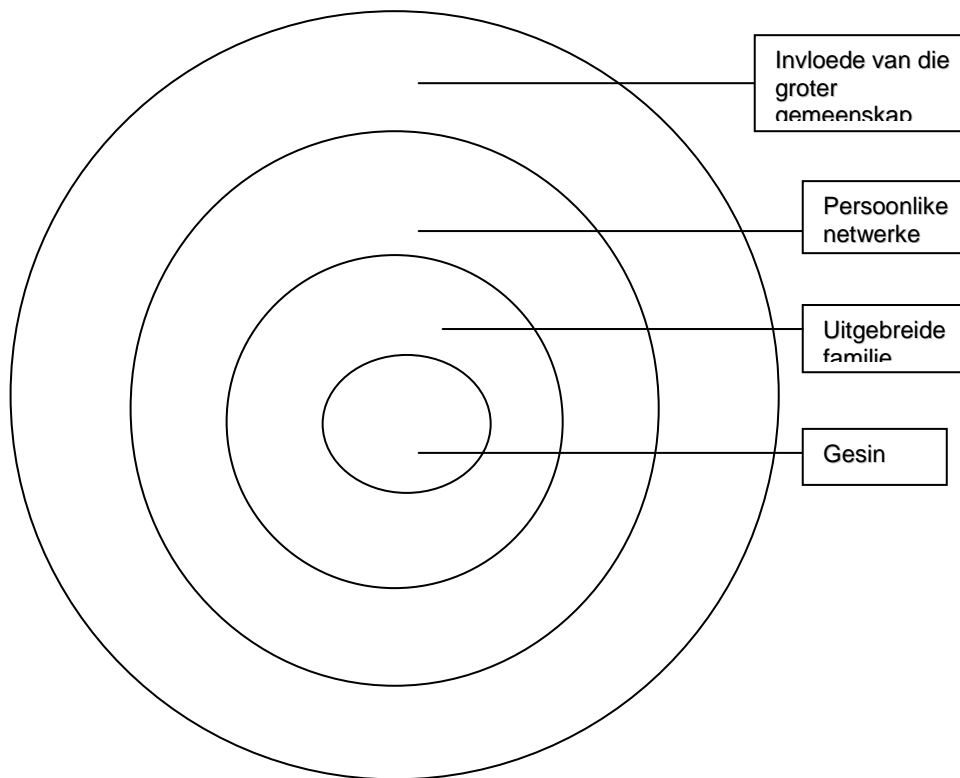 Invloede van die
groter
gemeenskap
Persoonlike
netwerke
Uitgebreide
familie
Gesin